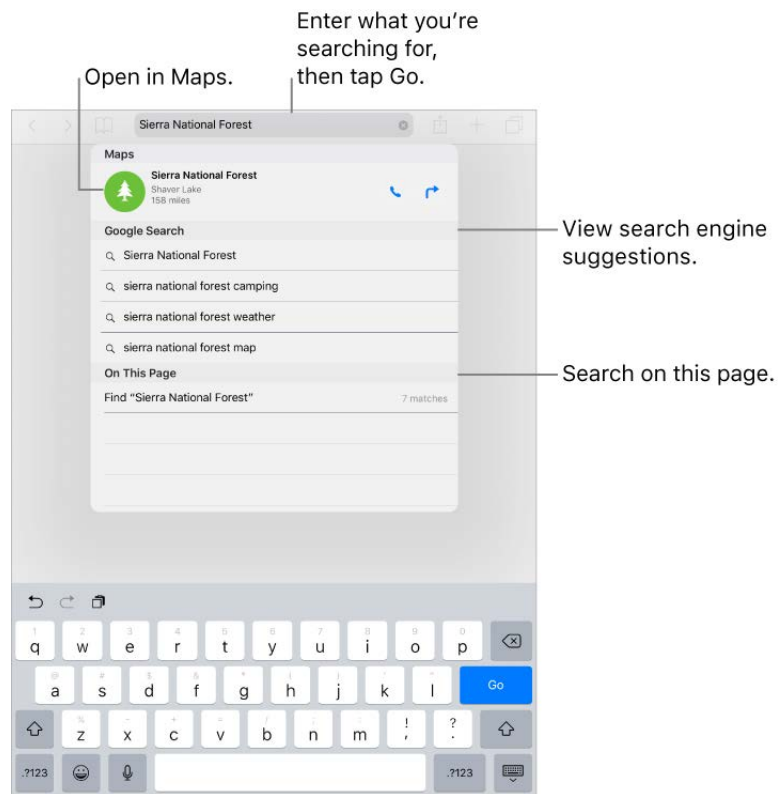 Enter what you're
searching for,
then tap Go.
Open in Maps.
Sierra National Forest
Maps
Sierra National Forest
Shaver Lake
158 miles
Google Search
Sierra National Forest
sierra national forest camping
sierra national forest weather
sierra national forest map
On This Page
Find “Sierra National Forest” 7 matches
View search engine
suggestions.
Search on this page.
1 2 3 4 5 6 7 8 9 0
q w e r t y u i o p
@ # $ & * ( ) ' "
a s d f g h j k l Go
% - + = / ; : ! ?
z x c v b n m , .
.?123 .?123